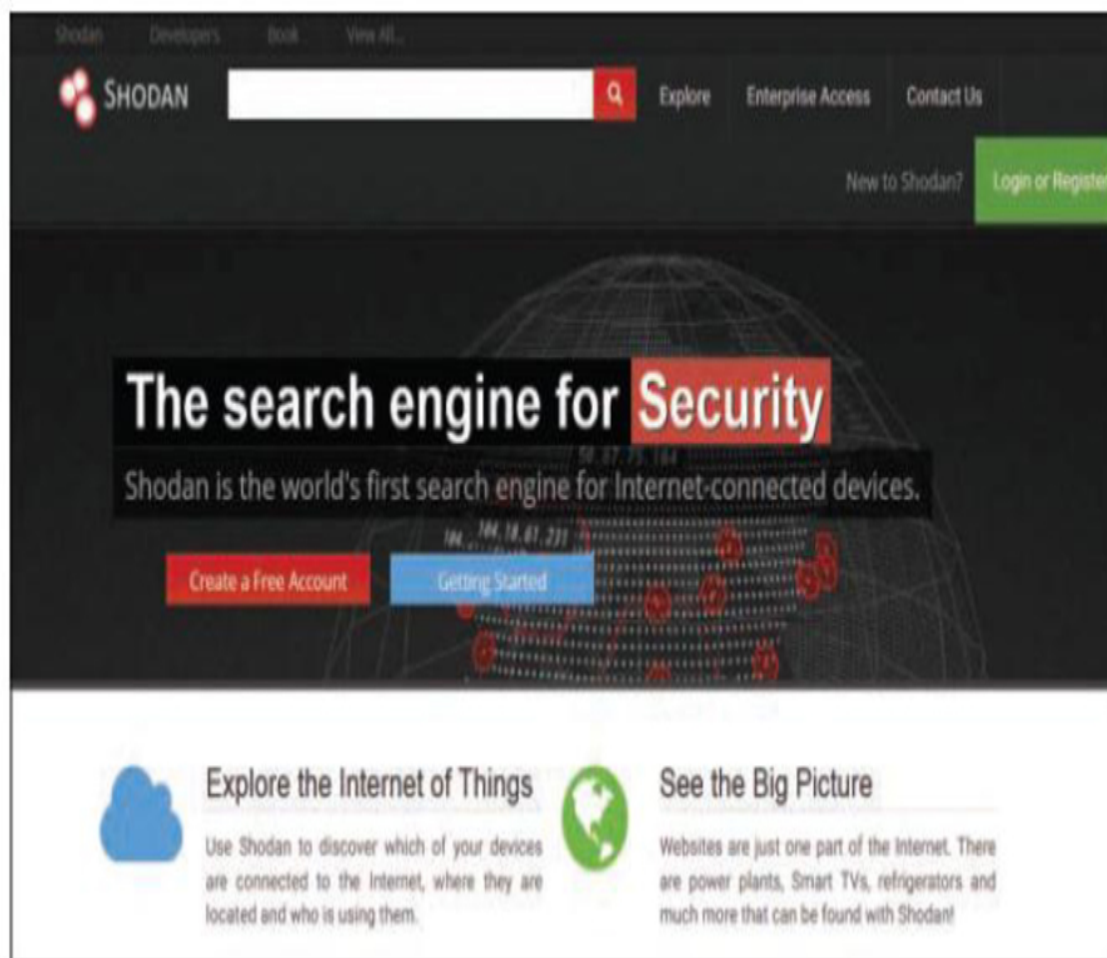 Shodan Developers Book View All...
SHODAN Explore Enterprise Access Contact Us
New to Shodan? Login or Register
The search engine for Security
Shodan is the world's first search engine for Internet-connected devices.
104.18.61.231
Create a Free Account Getting Started
Explore the Internet of Things
Use Shodan to discover which of your devices
are connected to the Internet, where they are
located and who is using them.
See the Big Picture
Websites are just one part of the Internet. There
are power plants, Smart TVs, refrigerators and
much more that can be found with Shodan!